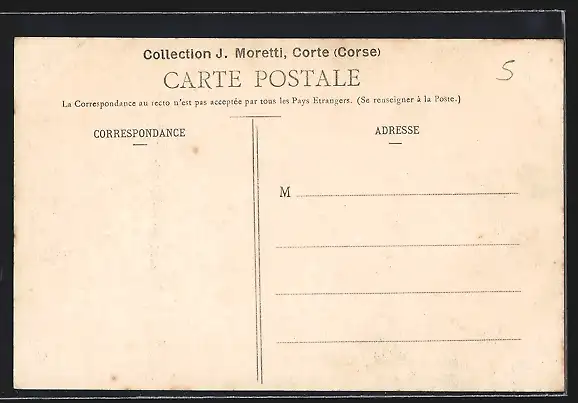 Collection J. Moretti, Corte (Corse)
CARTE POSTALE
5
La Correspondance au recto n'est pas acceptée par tous les Pays Etrangers. (Se renseigner à la Poste.)
CORRESPONDANCE
ADRESSE
M